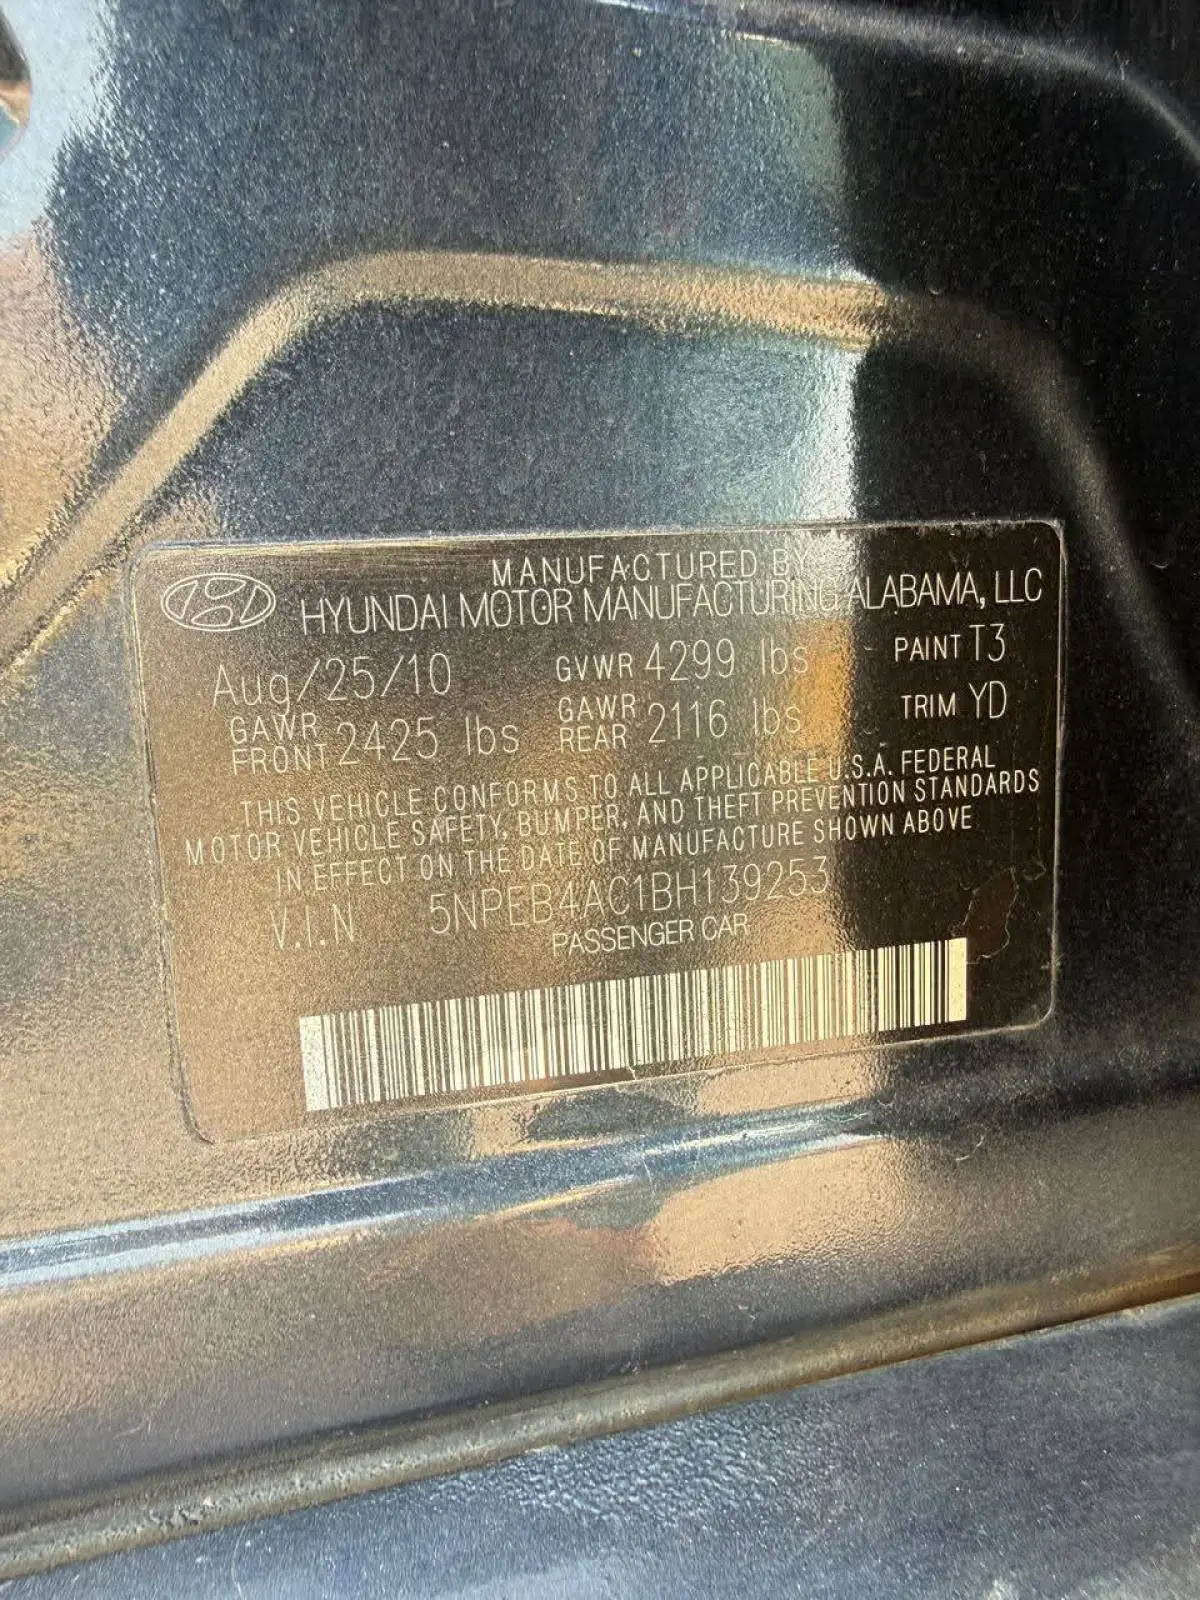 MANUFACTURED BY
HYUNDAI MOTOR MANUFACTURING ALABAMA, LLC
Aug/25/10 GVWR 4299 lbs PAINT T3
GAWR FRONT 2425 lbs GAWR REAR 2116 lbs TRIM YD
THIS VEHICLE CONFORMS TO ALL APPLICABLE U.S.A. FEDERAL
MOTOR VEHICLE SAFETY, BUMPER, AND THEFT PREVENTION STANDARDS
IN EFFECT ON THE DATE OF MANUFACTURE SHOWN ABOVE
V.I.N 5NPEB4AC1BH139253
PASSENGER CAR